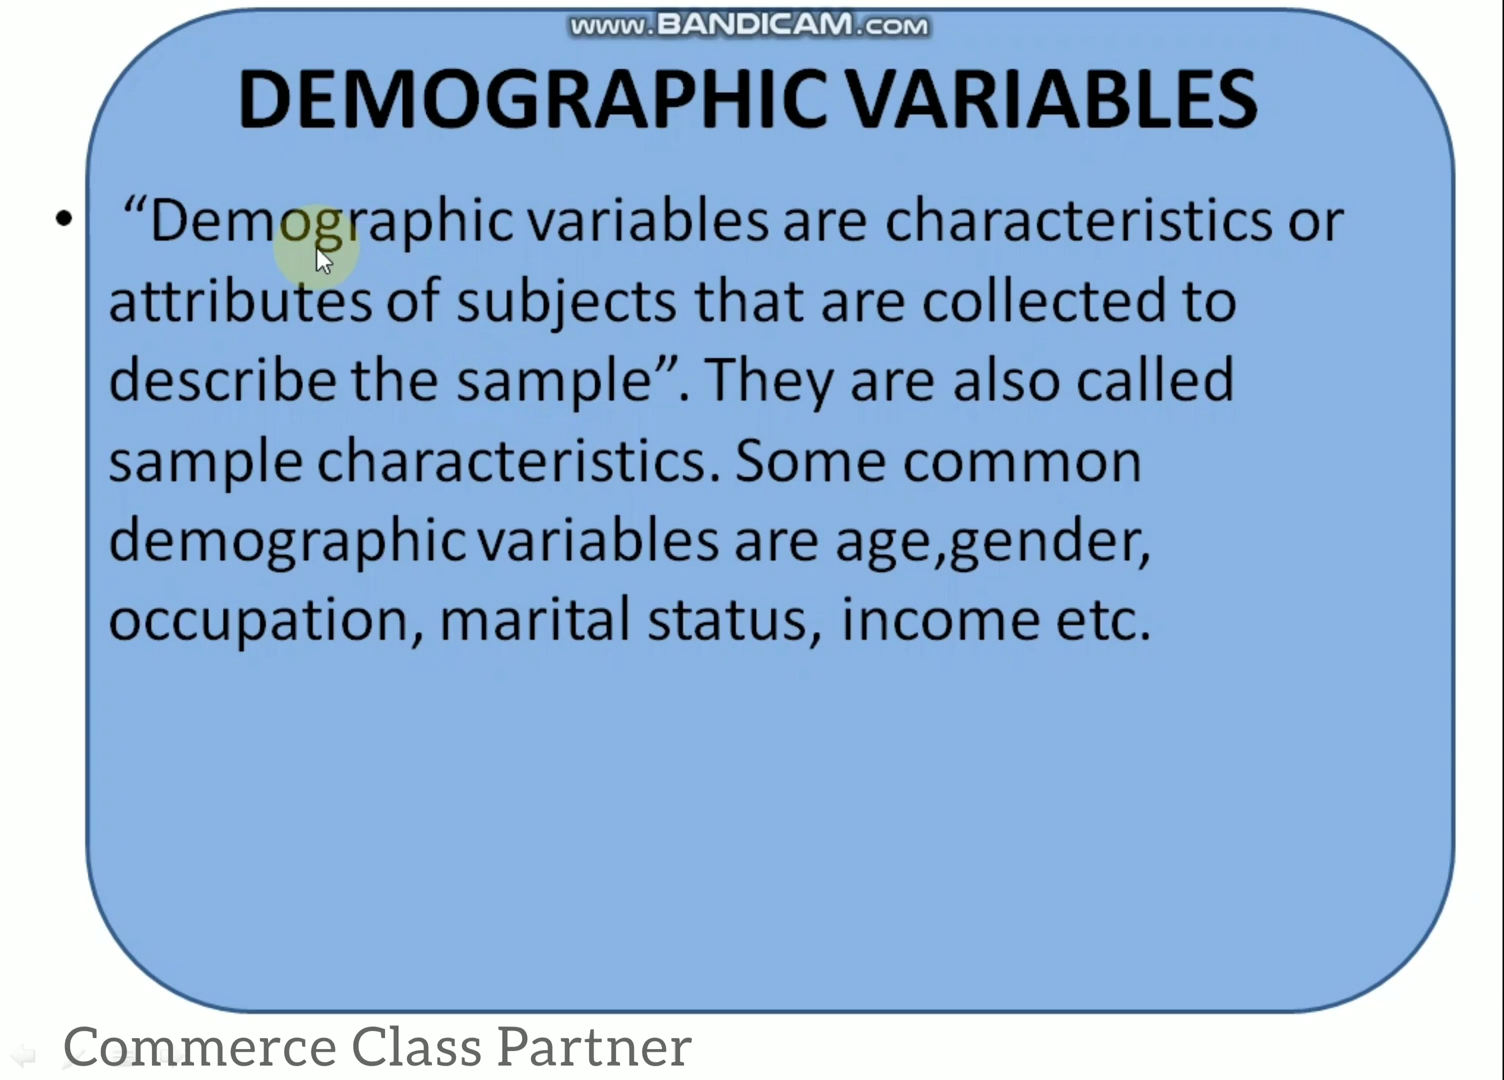 www.BANDICAM.com
DEMOGRAPHIC VARIABLES
• “Demographic variables are characteristics or
attributes of subjects that are collected to
describe the sample”. They are also called
sample characteristics. Some common
demographic variables are age,gender,
occupation, marital status, income etc.
Commerce Class Partner